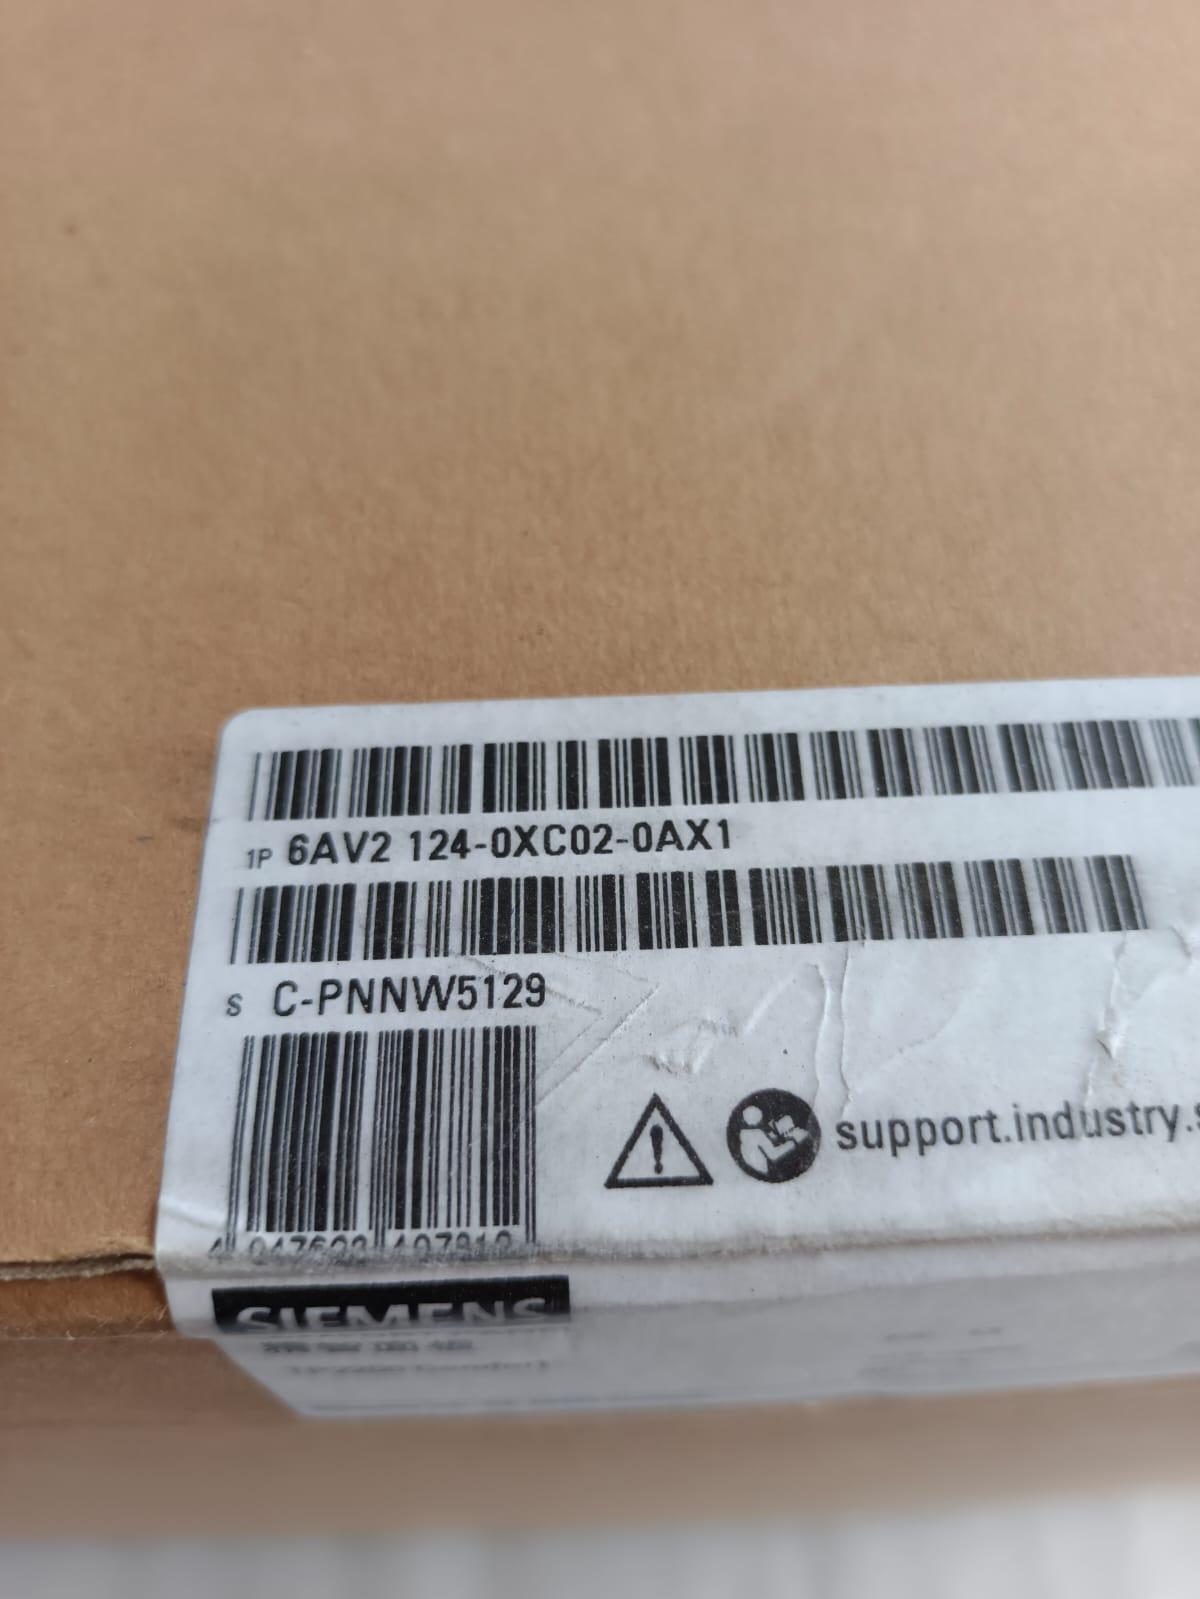 1P 6AV2 124-0XC02-0AX1
S C-PNNW5129
support.industry.s
SIEMENS